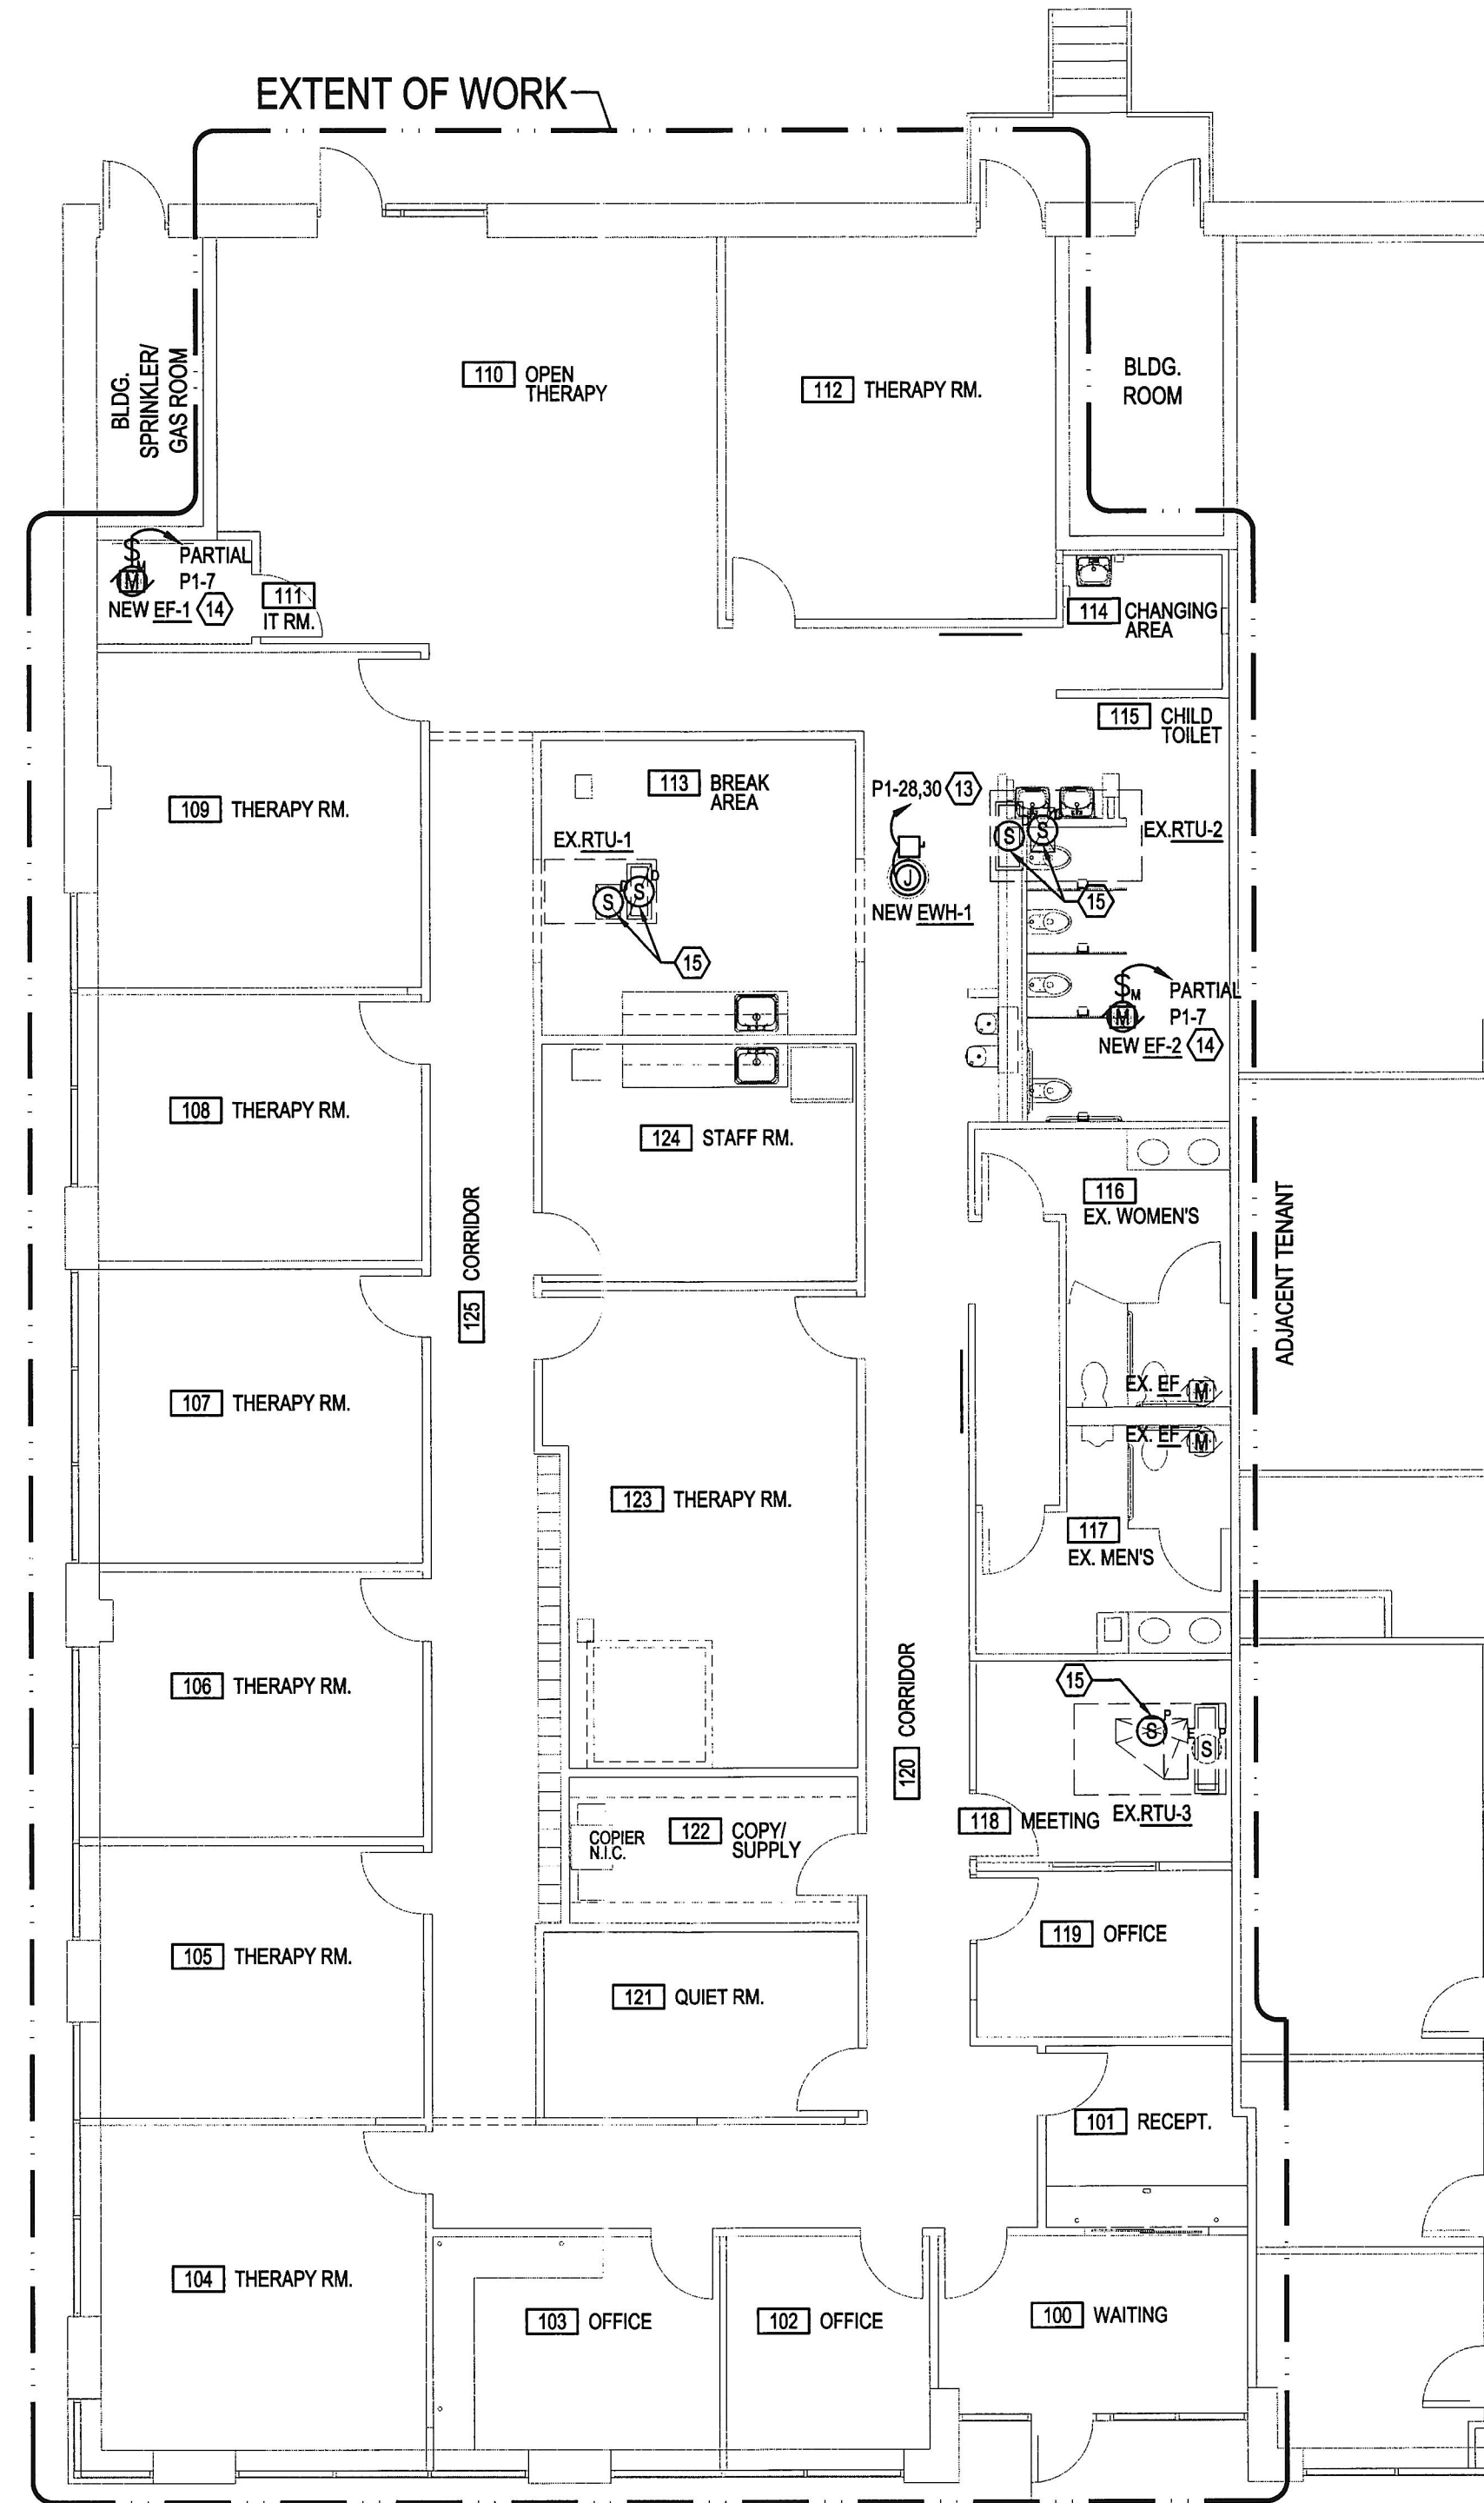 EXTENT OF WORK
BLDG.
SPRINKLER/
GAS ROOM
110 OPEN
THERAPY
112 THERAPY RM.
BLDG.
ROOM
S M
PARTIAL
M
P1-7
NEW EF-1 14
111
IT RM.
114 CHANGING
AREA
115 CHILD
TOILET
109 THERAPY RM.
113 BREAK
AREA
EX.RTU-1
S S D
15
P1-28,30 13
J
NEW EWH-1
S S
EX.RTU-2
15
S M
PARTIAL
M
P1-7
NEW EF-2 14
108 THERAPY RM.
124 STAFF RM.
125 CORRIDOR
116
EX. WOMEN'S
ADJACENT TENANT
107 THERAPY RM.
EX. EF M
EX. EF M
123 THERAPY RM.
117
EX. MEN'S
106 THERAPY RM.
120 CORRIDOR
15
S P
S
118 MEETING
EX.RTU-3
COPIER
N.I.C.
122 COPY/
SUPPLY
105 THERAPY RM.
119 OFFICE
121 QUIET RM.
101 RECEPT.
104 THERAPY RM.
103 OFFICE
102 OFFICE
100 WAITING